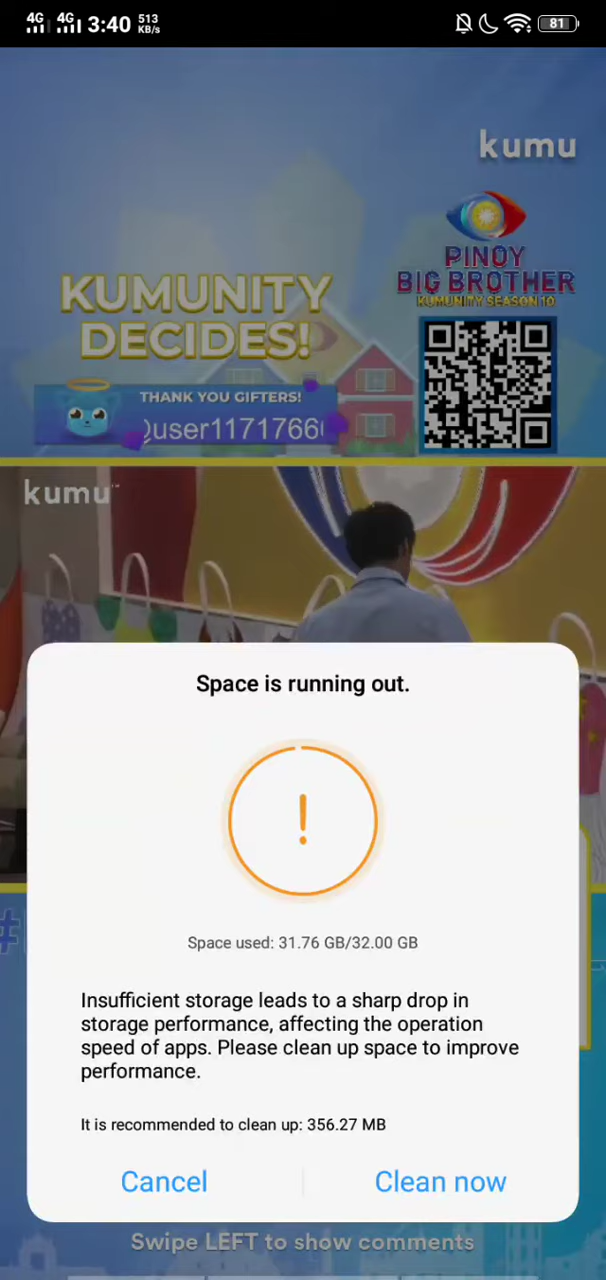 4G 4G 3:40 513 KB/s 81
kumu
PINOY
BIG BROTHER
KUMUNITY SEASON 10
KUMUNITY
DECIDES!
THANK YOU GIFTERS!
user1171766
kumu
Space is running out.
!
Space used: 31.76 GB/32.00 GB
Insufficient storage leads to a sharp drop in
storage performance, affecting the operation
speed of apps. Please clean up space to improve
performance.
It is recommended to clean up: 356.27 MB
Cancel
Clean now
Swipe LEFT to show comments